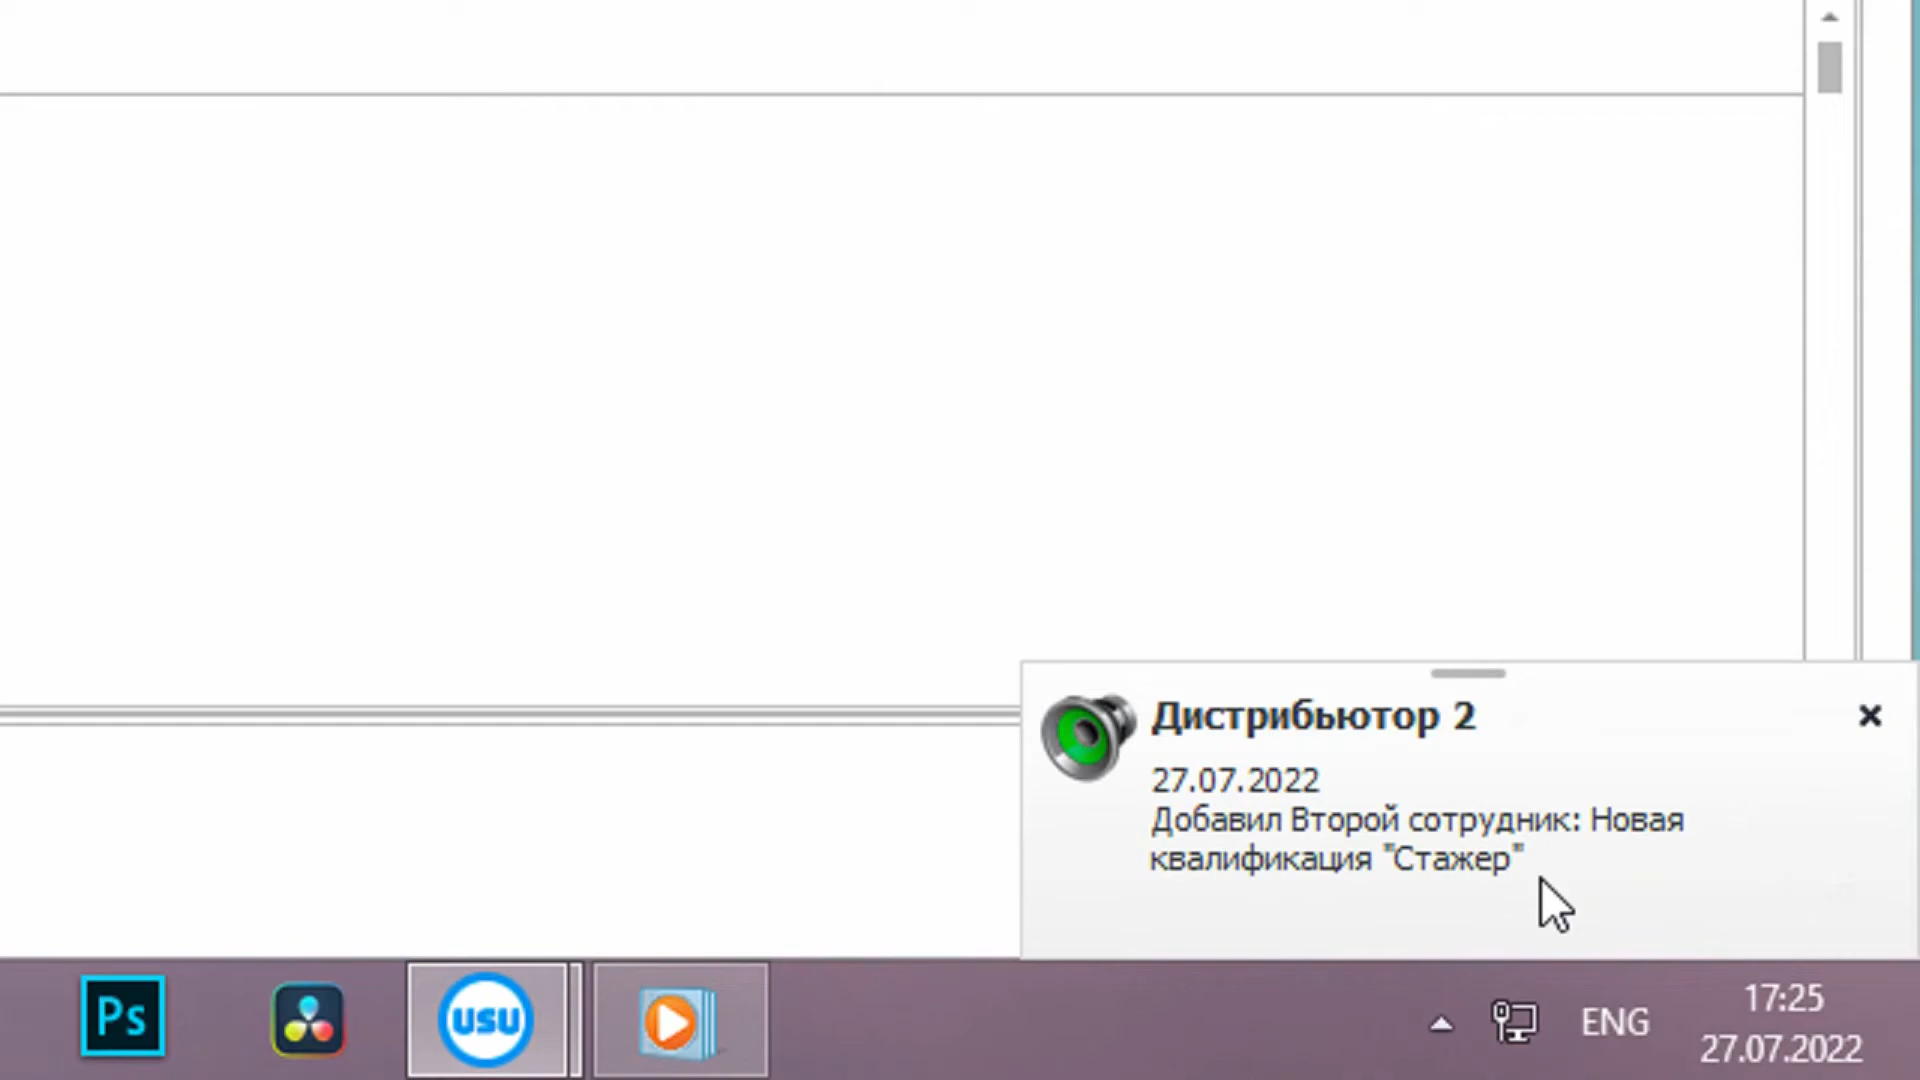 Дистрибьютор 2
27.07.2022
Добавил Второй сотрудник: Новая
квалификация "Стажер"
Ps
USU
ENG
17:25
27.07.2022